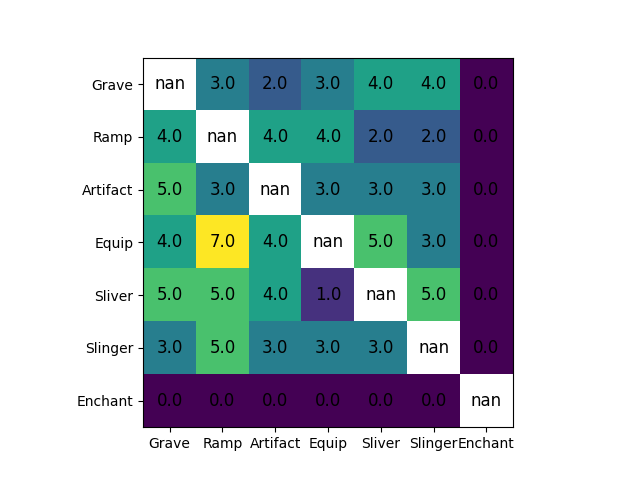 Grave nan 3.0 2.0 3.0 4.0 4.0 0.0
Ramp 4.0 nan 4.0 4.0 2.0 2.0 0.0
Artifact 5.0 3.0 nan 3.0 3.0 3.0 0.0
Equip 4.0 7.0 4.0 nan 5.0 3.0 0.0
Sliver 5.0 5.0 4.0 1.0 nan 5.0 0.0
Slinger 3.0 5.0 3.0 3.0 3.0 nan 0.0
Enchant 0.0 0.0 0.0 0.0 0.0 0.0 nan
Grave Ramp Artifact Equip Sliver Slinger Enchant